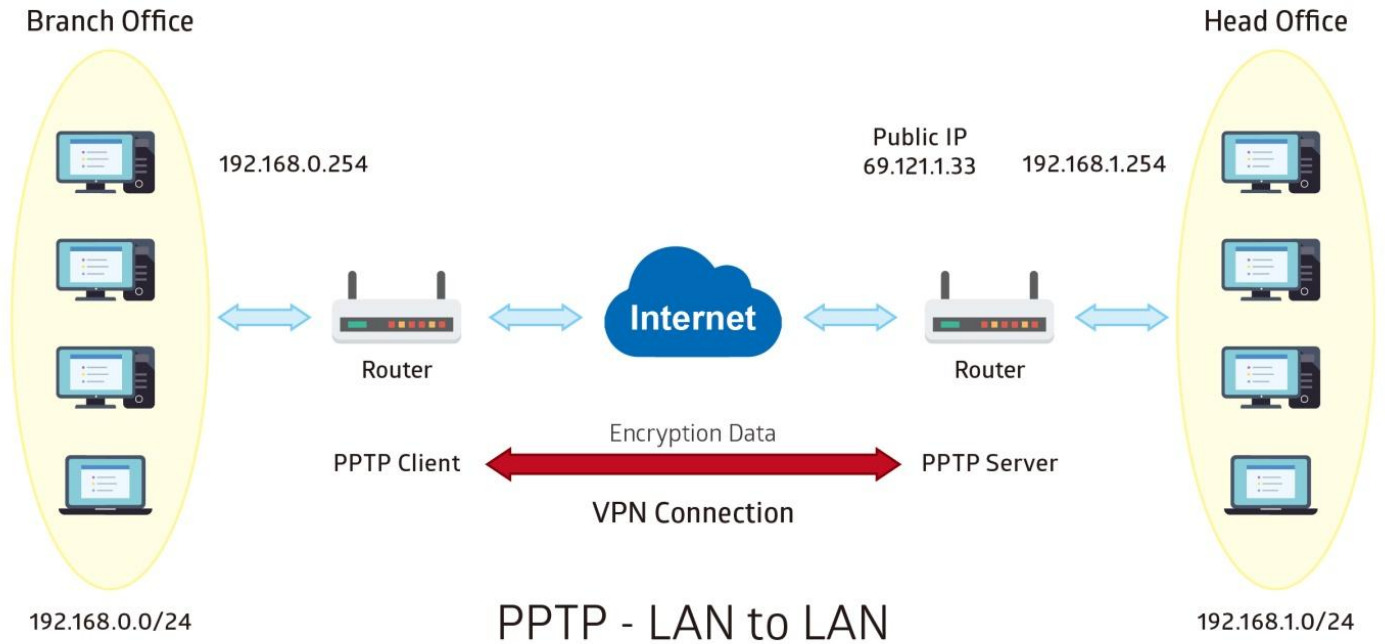 Branch Office
Head Office
Public IP
69.121.1.33
192.168.0.254
192.168.1.254
Internet
Router
Router
Encryption Data
PPTP Client
PPTP Server
VPN Connection
192.168.0.0/24
PPTP - LAN to LAN
192.168.1.0/24